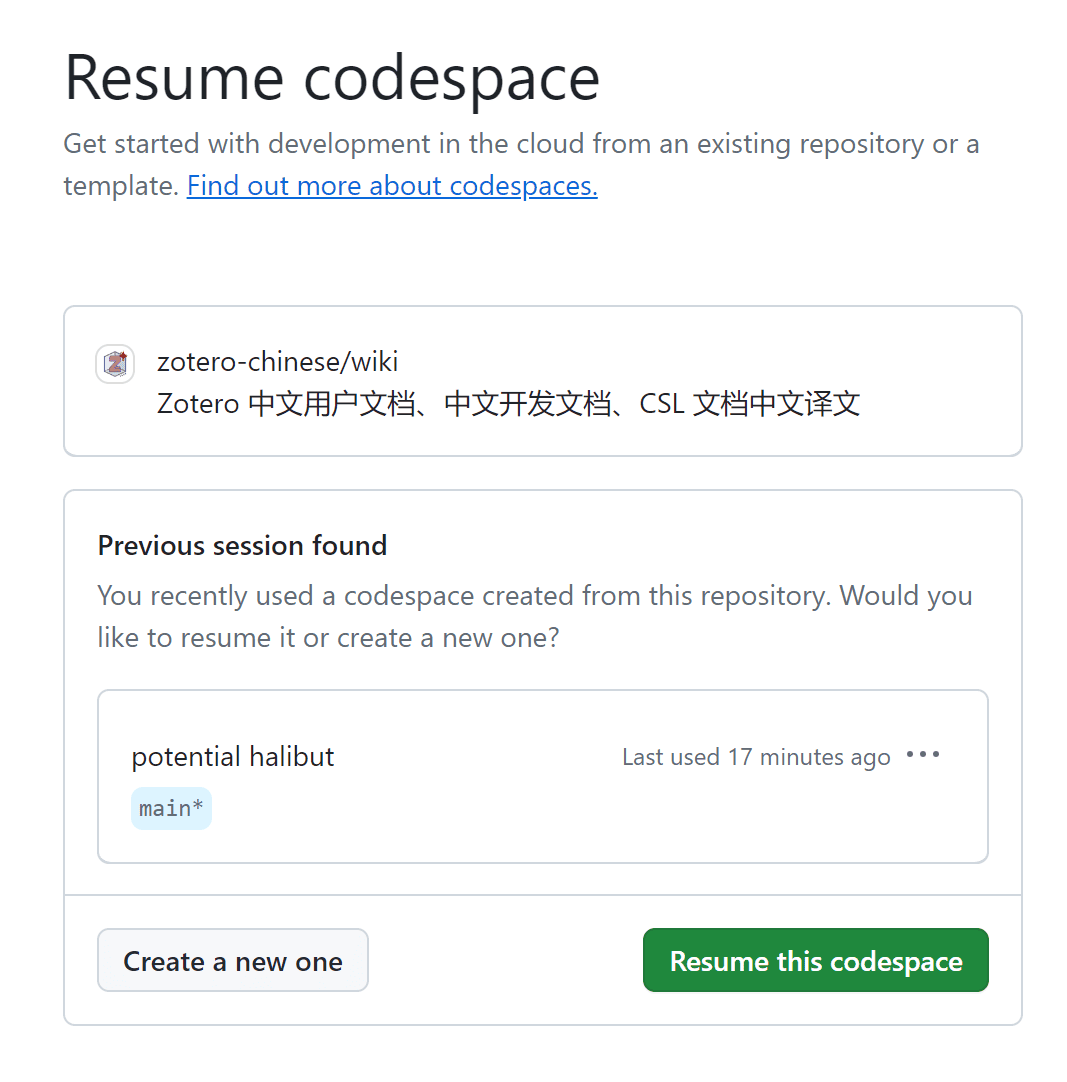 Resume codespace
Get started with development in the cloud from an existing repository or a
template. Find out more about codespaces.
zotero-chinese/wiki
Zotero 中文用户文档、中文开发文档、CSL 文档中文译文
Previous session found
You recently used a codespace created from this repository. Would you
like to resume it or create a new one?
potential halibut
Last used 17 minutes ago
main*
Create a new one
Resume this codespace